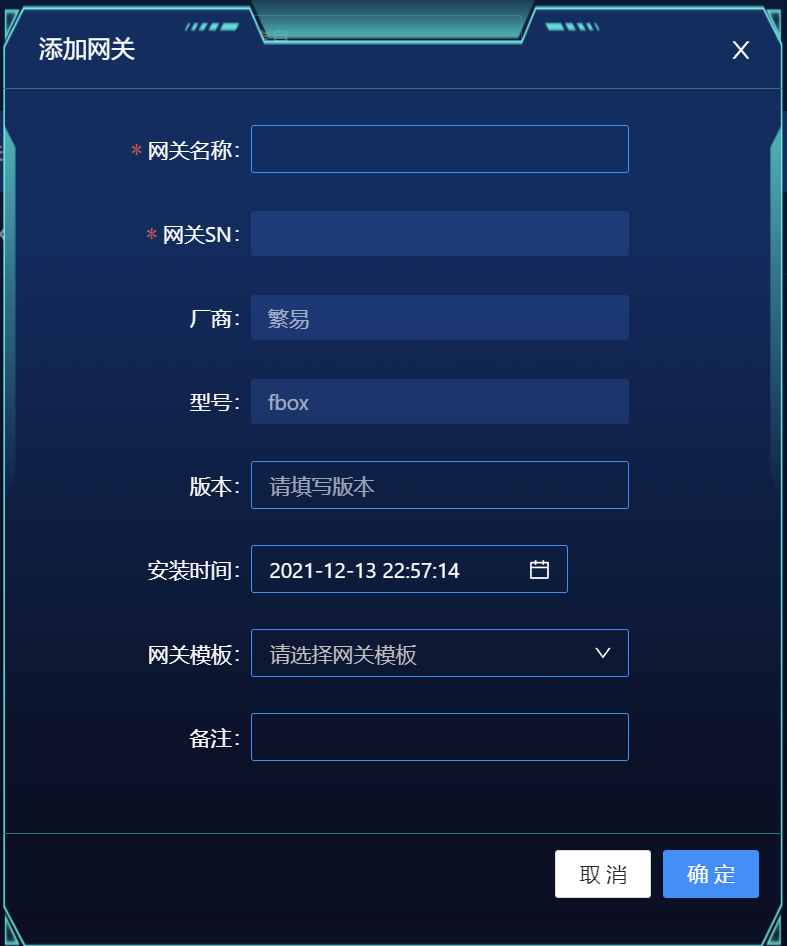 添加网关
X
* 网关名称:
* 网关SN:
厂商: 繁易
型号: fbox
版本: 请填写版本
安装时间: 2021-12-13 22:57:14
网关模板: 请选择网关模板
备注:
取 消 确 定